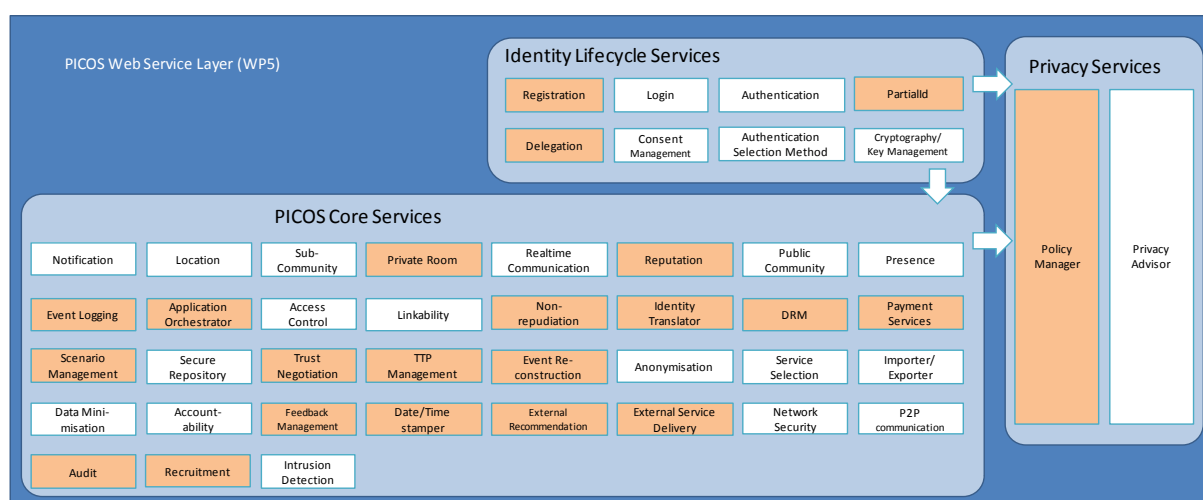 PICOS Web Service Layer (WP5)
Identity Lifecycle Services
Registration
Login
Authentication
PartialId
Delegation
Consent
Management
Authentication
Selection Method
Cryptography/
Key Management
Privacy Services
Policy
Manager
Privacy
Advisor
PICOS Core Services
Notification
Location
Sub-
Community
Private Room
Realtime
Communication
Reputation
Public
Community
Presence
Event Logging
Application
Orchestrator
Access
Control
Linkability
Non-
repudiation
Identity
Translator
DRM
Payment
Services
Scenario
Management
Secure
Repository
Trust
Negotiation
TTP
Management
Event Re-
construction
Anonymisation
Service
Selection
Importer/
Exporter
Data Mini-
misation
Account-
ability
Feedback
Management
Date/Time
stamper
External
Recommendation
External Service
Delivery
Network
Security
P2P
communication
Audit
Recruitment
Intrusion
Detection